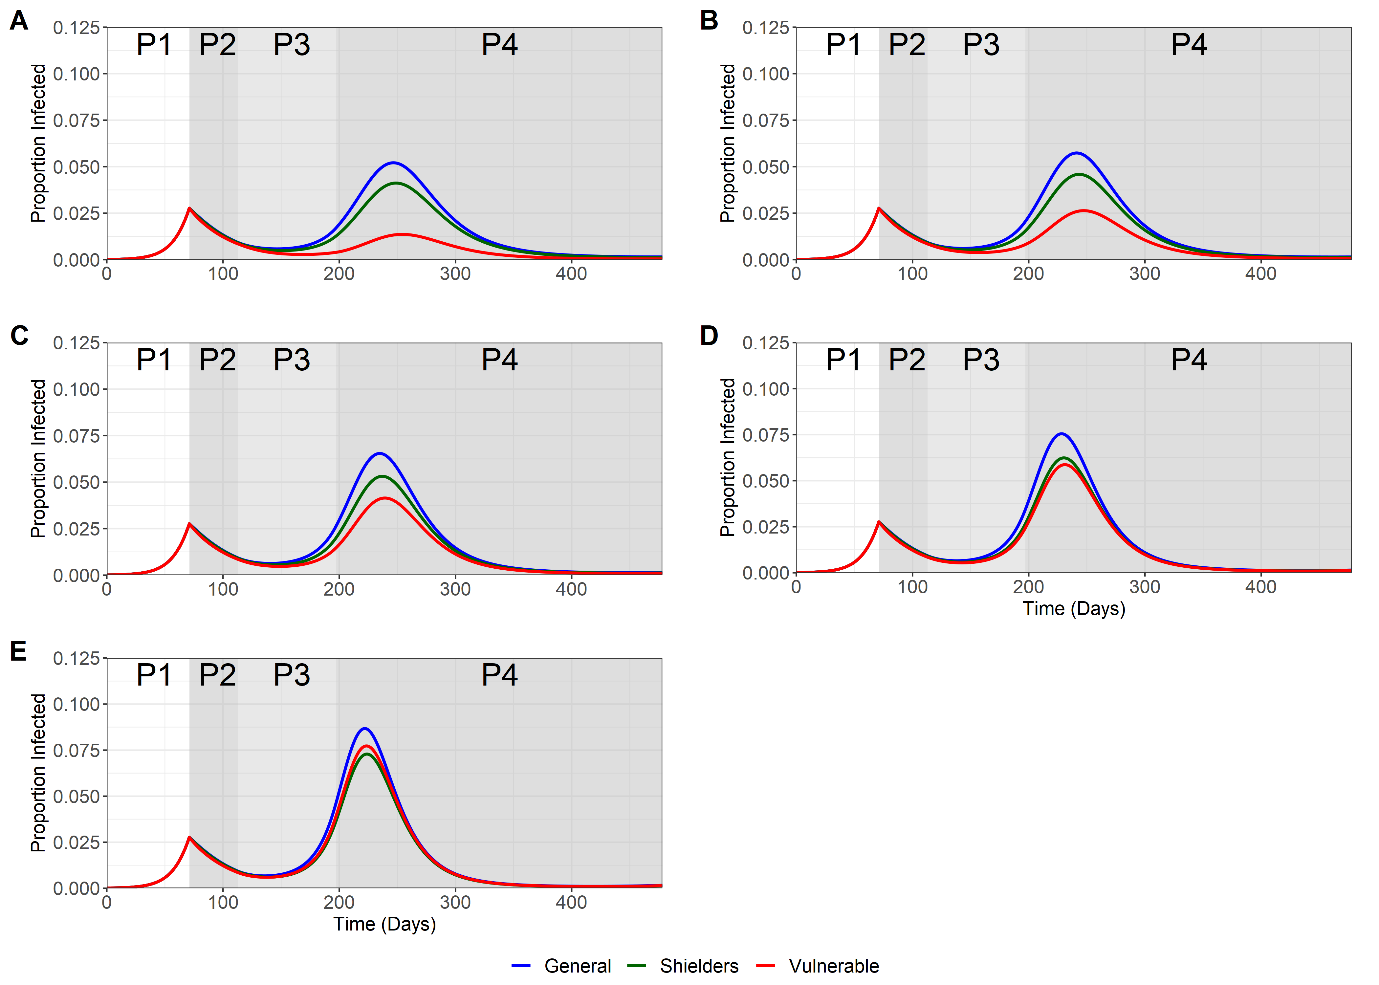 A
B
P1 P2 P3 P4
P1 P2 P3 P4
Proportion Infected
Proportion Infected
0.125
0.100
0.075
0.050
0.025
0.000
0.125
0.100
0.075
0.050
0.025
0.000
0 100 200 300 400
0 100 200 300 400
C
D
P1 P2 P3 P4
P1 P2 P3 P4
Proportion Infected
Proportion Infected
0.125
0.100
0.075
0.050
0.025
0.000
0.125
0.100
0.075
0.050
0.025
0.000
0 100 200 300 400
0 100 200 300 400
Time (Days)
E
P1 P2 P3 P4
Proportion Infected
0.125
0.100
0.075
0.050
0.025
0.000
0 100 200 300 400
Time (Days)
General Shielders Vulnerable